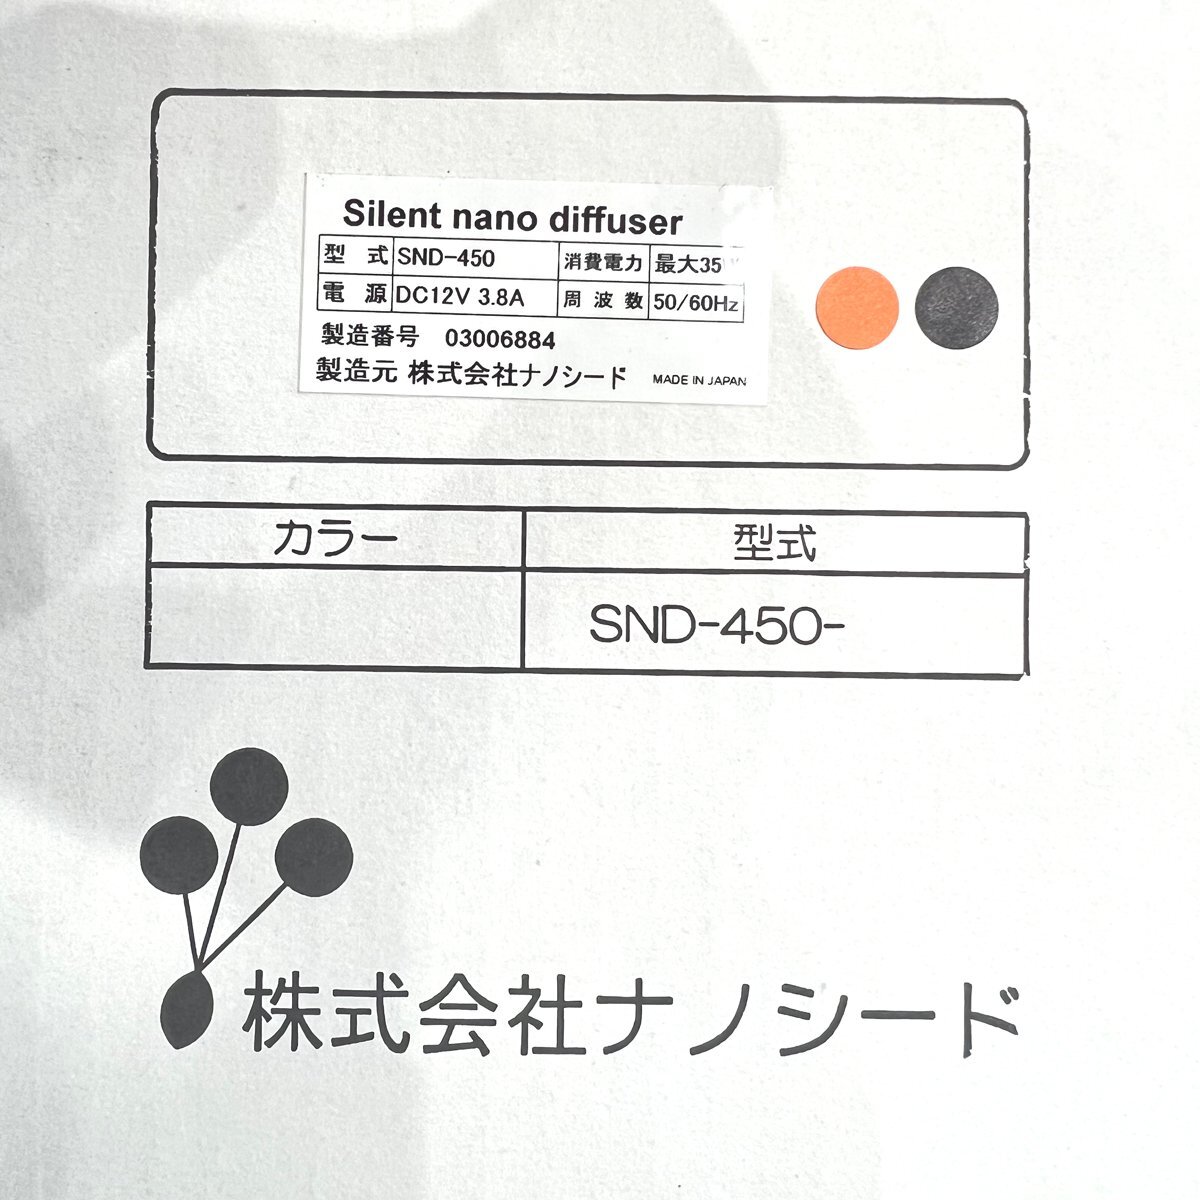 Silent nano diffuser
型 式 SND-450 消費電力 最大35W
電 源 DC12V 3.8A 周 波 数 50/60Hz
製造番号 03006884
製造元 株式会社ナノシード MADE IN JAPAN
カラー 型式
SND-450-
株式会社ナノシード